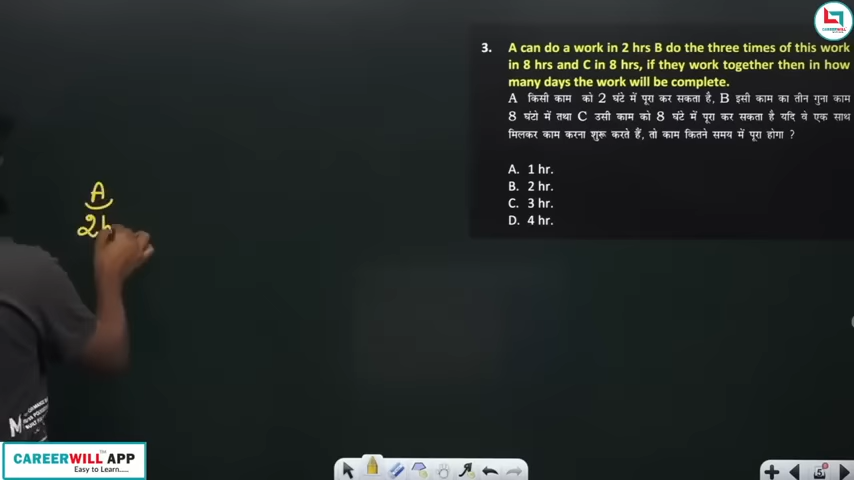 3. A can do a work in 2 hrs B do the three times of this work
in 8 hrs and C in 8 hrs, if they work together then in how
many days the work will be complete.
A किसी काम को 2 घंटे में पूरा कर सकता है, B इसी काम का तीन गुना काम
8 घंटो में तथा C उसी काम को 8 घंटे में पूरा कर सकता है यदि ये एक साथ
मिलकर काम करना शुरू करते हैं, तो काम कितने समय में पूरा होगा ?
A. 1 hr.
B. 2 hr.
C. 3 hr.
D. 4 hr.
A
2h
CAREERWILL
CAREERWILL APP
Easy to Learn.....